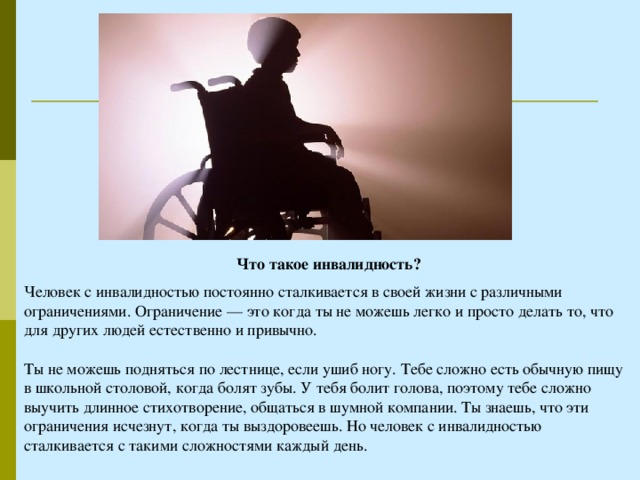 Что такое инвалидность?
Человек с инвалидностью постоянно сталкивается в своей жизни с различными
ограничениями. Ограничение — это когда ты не можешь легко и просто делать то, что
для других людей естественно и привычно.
Ты не можешь подняться по лестнице, если ушиб ногу. Тебе сложно есть обычную пищу
в школьной столовой, когда болят зубы. У тебя болит голова, поэтому тебе сложно
выучить длинное стихотворение, общаться в шумной компании. Ты знаешь, что эти
ограничения исчезнут, когда ты выздоровеешь. Но человек с инвалидностью
сталкивается с такими сложностями каждый день.